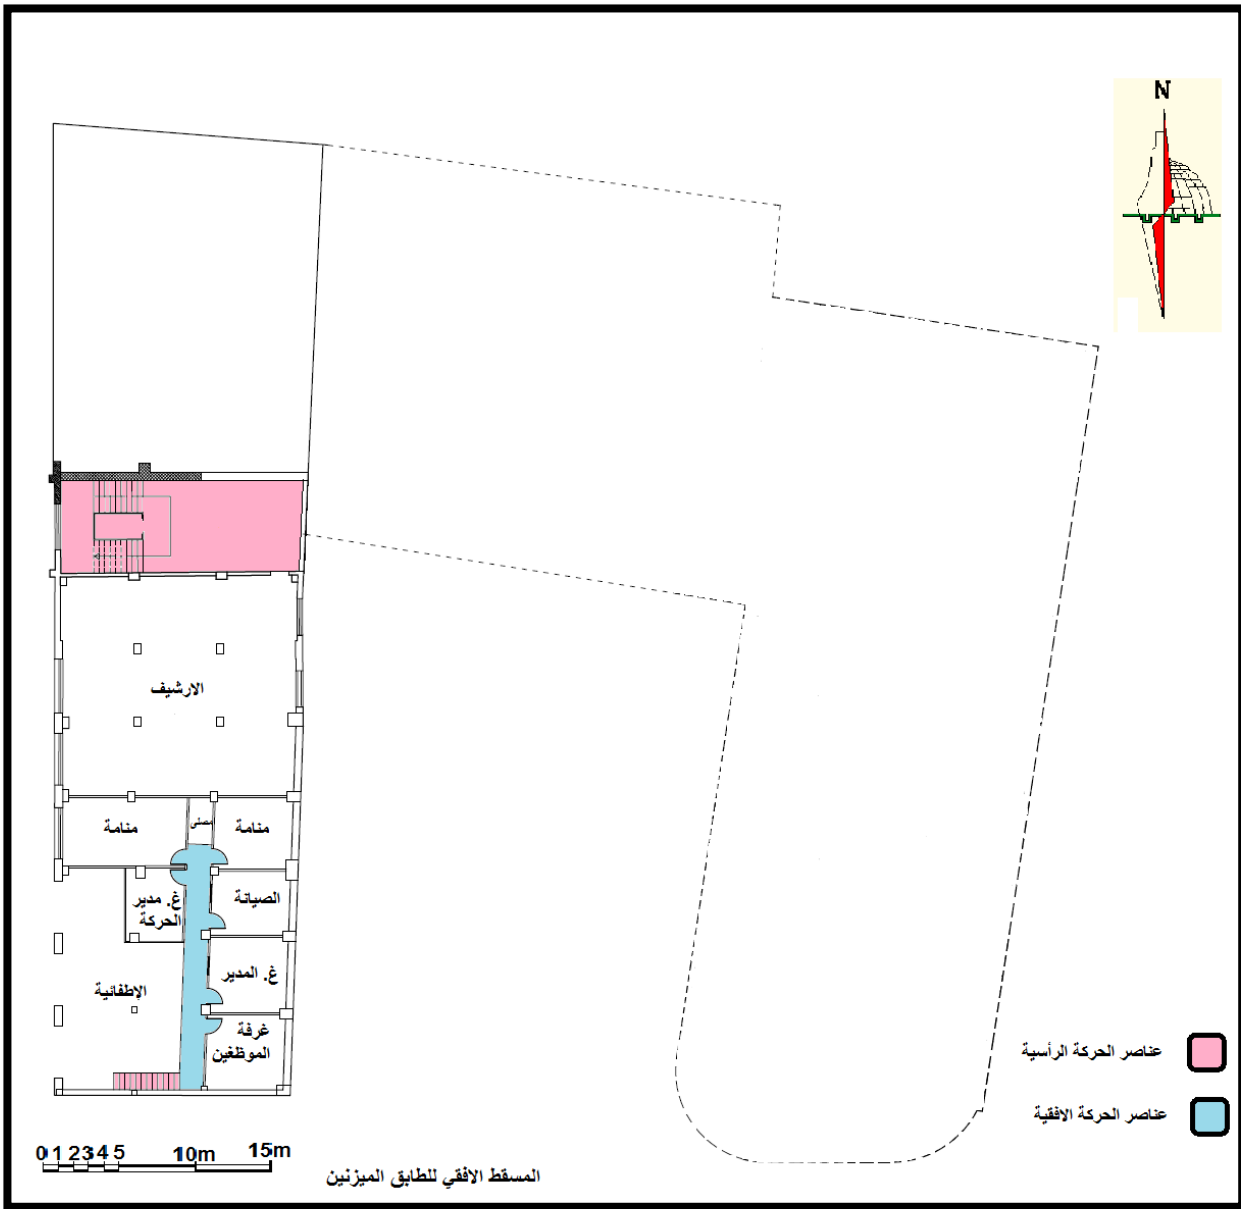 N
الارشيف
منامة
مصلى
منامة
غ. مدير
الحركة
الصيانة
الإطفائية
غ. المدير
غرفة
الموظفين
عناصر الحركة الرأسية
عناصر الحركة الافقية
0 1 2 3 4 5 10m 15m
المسقط الافقي للطابق الميزنين